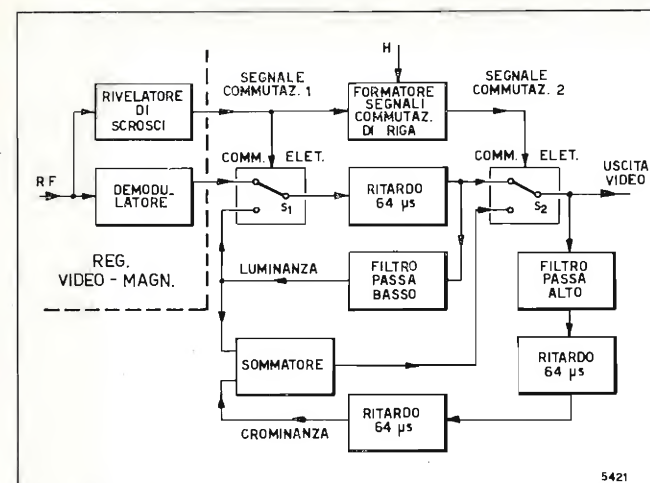 H
SEGNALE
COMMUTAZ. 1
SEGNALE
COMMUTAZ. 2
RIVELATORE
DI
SCROSCI
FORMATORE
SEGNALI
COMMUTAZ.
DI RIGA
RF
DEMODU-
LATORE
COMM. ELET.
S1
RITARDO
64 µs
COMM. ELET.
S2
USCITA
VIDEO
REG.
VIDEO - MAGN.
LUMINANZA
FILTRO
PASSA
BASSO
FILTRO
PASSA
ALTO
SOMMATORE
RITARDO
64 µs
CROMINANZA
RITARDO
64 µs
5421